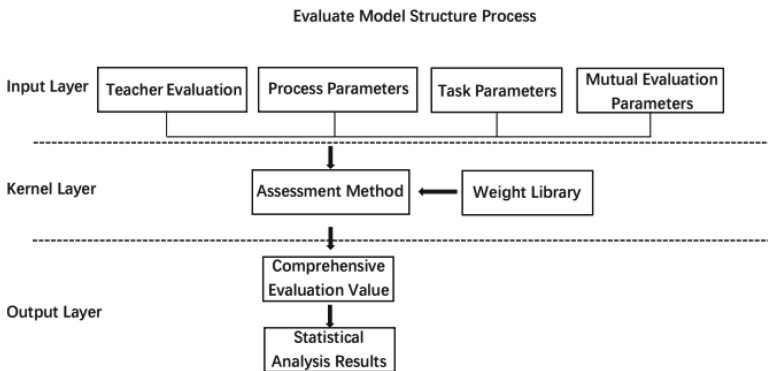 Evaluate Model Structure Process
Input Layer
Teacher Evaluation
Process Parameters
Task Parameters
Mutual Evaluation
Parameters
Kernel Layer
Assessment Method
Weight Library
Output Layer
Comprehensive
Evaluation Value
Statistical
Analysis Results